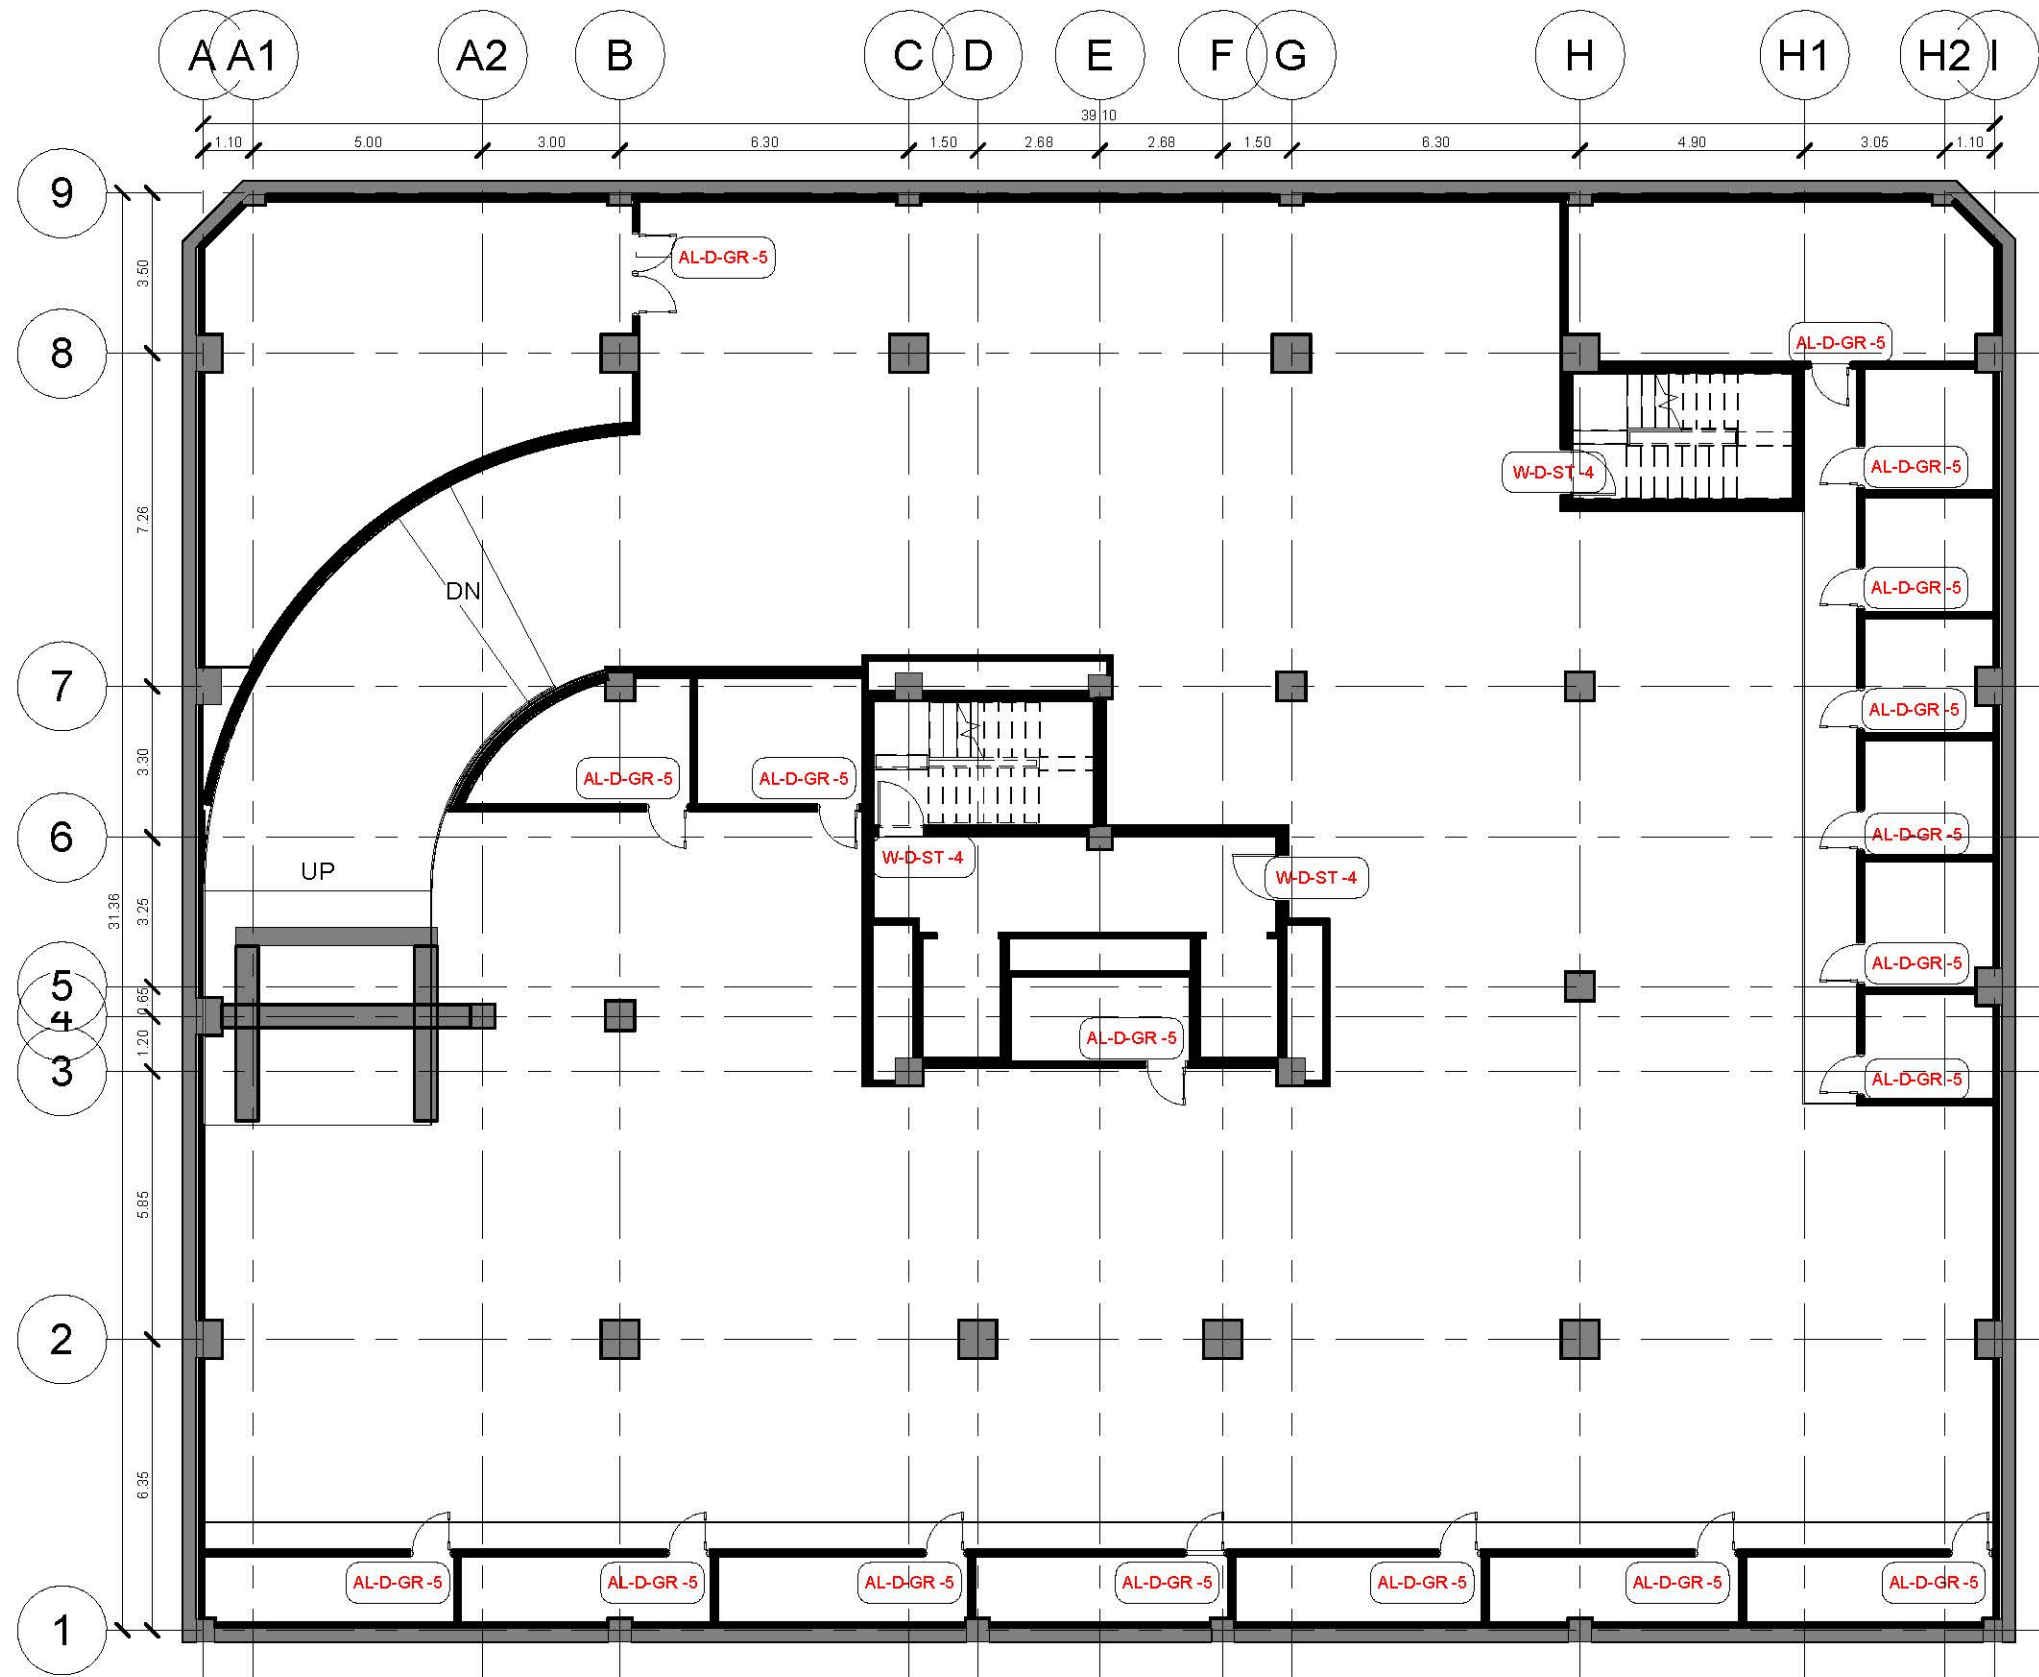 A A1 A2 B C D E F G H H1 H2 I
39.10
1.10 5.00 3.00 6.30 1.50 2.68 2.68 1.50 6.30 4.90 3.05 1.10
9
3.50
AL-D-GR-5
8
AL-D-GR-5
AL-D-GR-5
W-D-ST-4
7.26
DN
AL-D-GR-5
7
AL-D-GR-5
3.30
AL-D-GR-5
AL-D-GR-5
6
AL-D-GR-5
W-D-ST-4
UP
W-D-ST-4
31.36
3.25
AL-D-GR-5
5
0.65
4
1.20
AL-D-GR-5
3
AL-D-GR-5
5.85
2
6.35
AL-D-GR-5 AL-D-GR-5 AL-D-GR-5 AL-D-GR-5 AL-D-GR-5 AL-D-GR-5 AL-D-GR-5
1